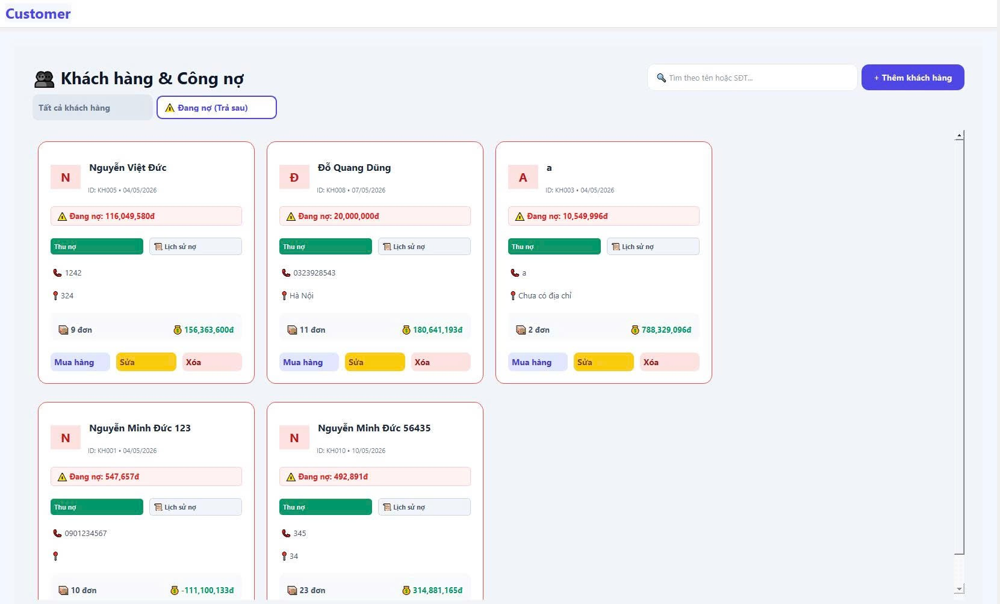 Customer
Khách hàng & Công nợ
Tìm theo tên hoặc SĐT...
+ Thêm khách hàng
Tất cả khách hàng
Đang nợ (Trả sau)
N
Nguyễn Việt Đức
ID: KH005 • 04/05/2026
Đang nợ: 116,049,580đ
Thu nợ
Lịch sử nợ
1242
324
9 đơn
156,363,600đ
Mua hàng
Sửa
Xóa
Đ
Đỗ Quang Dũng
ID: KH008 • 07/05/2026
Đang nợ: 20,000,000đ
Thu nợ
Lịch sử nợ
0323928543
Hà Nội
11 đơn
180,641,193đ
Mua hàng
Sửa
Xóa
A
a
ID: KH003 • 04/05/2026
Đang nợ: 10,549,996đ
Thu nợ
Lịch sử nợ
a
Chưa có địa chỉ
2 đơn
788,329,096đ
Mua hàng
Sửa
Xóa
N
Nguyễn Minh Đức 123
ID: KH001 • 04/05/2026
Đang nợ: 547,657đ
Thu nợ
Lịch sử nợ
0901234567
10 đơn
-111,100,133đ
N
Nguyễn Minh Đức 56435
ID: KH010 • 10/05/2026
Đang nợ: 492,891đ
Thu nợ
Lịch sử nợ
345
34
23 đơn
314,881,165đ